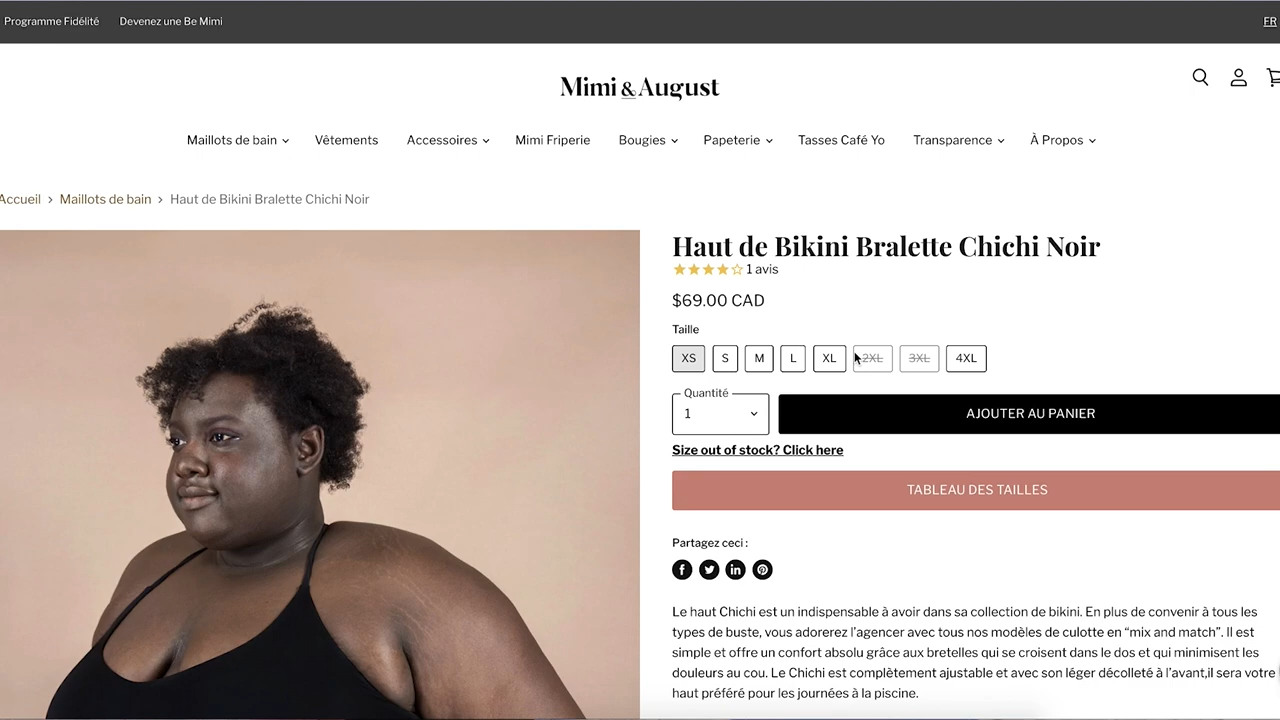 Programme Fidélité Devenez une Be Mimi FR
Mimi & August
Maillots de bain Vêtements Accessoires Mimi Friperie Bougies Papeterie Tasses Café Yo Transparence À Propos
Accueil > Maillots de bain > Haut de Bikini Bralette Chichi Noir
Haut de Bikini Bralette Chichi Noir
1 avis
$69.00 CAD
Taille
XS S M L XL 2XL 3XL 4XL
Quantité
1 AJOUTER AU PANIER
Size out of stock? Click here
TABLEAU DES TAILLES
Partagez ceci :
Le haut Chichi est un indispensable à avoir dans sa collection de bikini. En plus de convenir à tous les
types de buste, vous adorerez l’agencer avec tous nos modèles de culotte en “mix and match”. Il est
simple et offre un confort absolu grâce aux bretelles qui se croisent dans le dos et qui minimisent les
douleurs au cou. Le Chichi est complètement ajustable et avec son léger décolleté à l’avant,il sera votre
haut préféré pour les journées à la piscine.